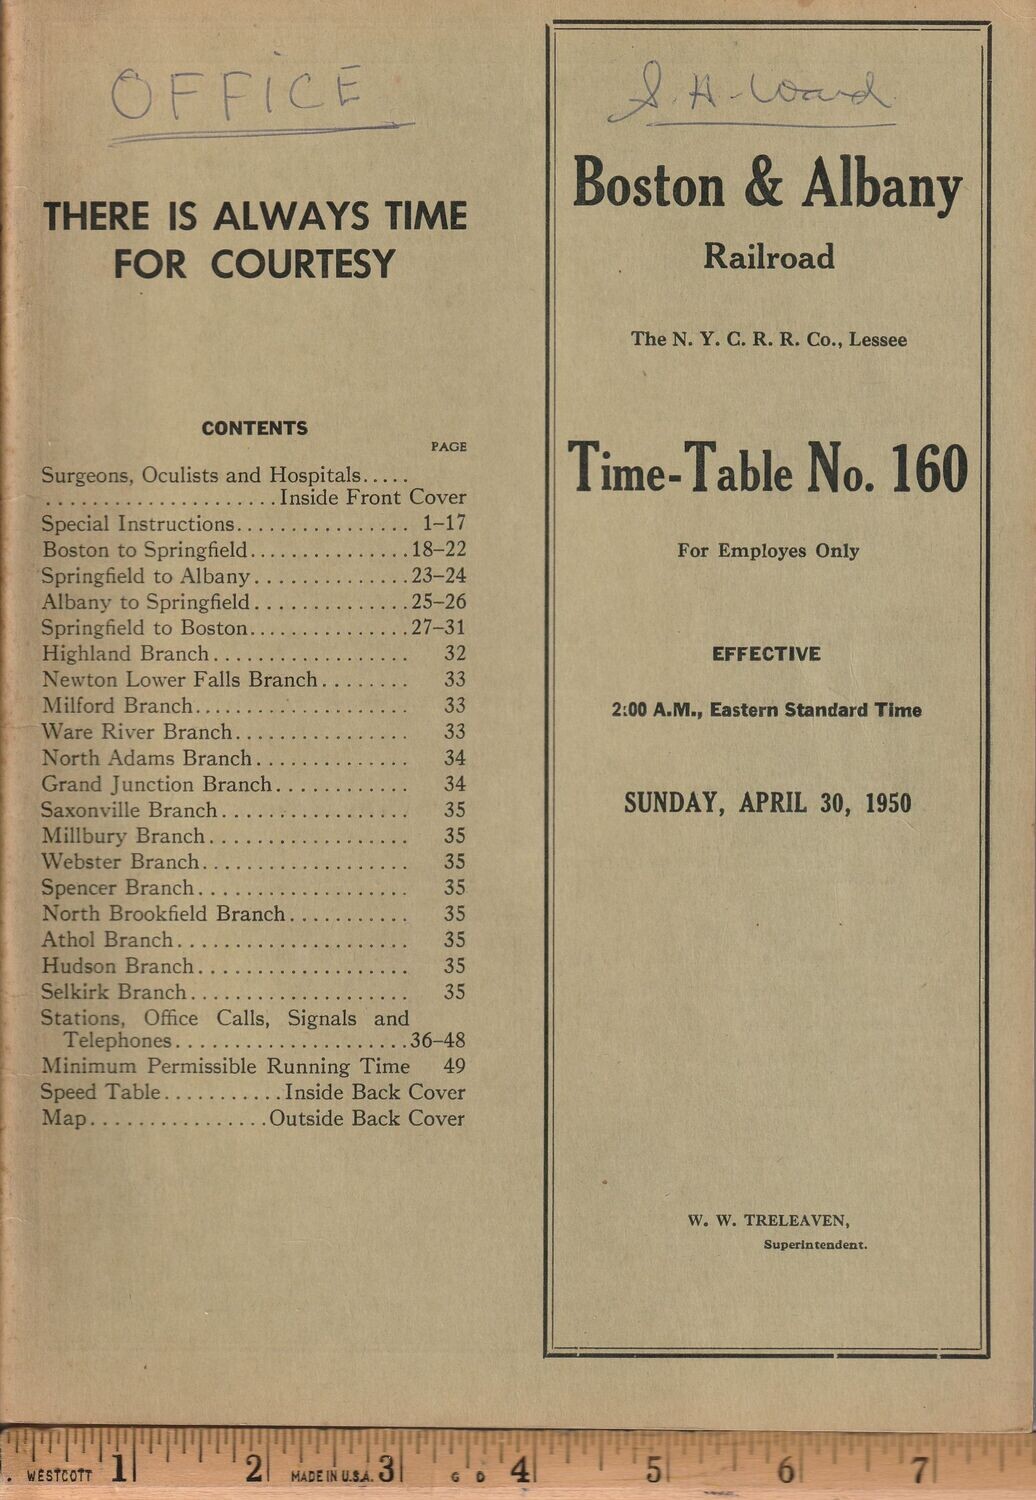 OFFICE
THERE IS ALWAYS TIME
FOR COURTESY
CONTENTS
PAGE
Surgeons, Oculists and Hospitals.....
......................Inside Front Cover
Special Instructions................ 1–17
Boston to Springfield................18–22
Springfield to Albany..............23–24
Albany to Springfield..............25–26
Springfield to Boston...............27–31
Highland Branch................. 32
Newton Lower Falls Branch........ 33
Milford Branch.................. 33
Ware River Branch................ 33
North Adams Branch.............. 34
Grand Junction Branch............ 34
Saxonville Branch................. 35
Millbury Branch.................. 35
Webster Branch.................. 35
Spencer Branch................... 35
North Brookfield Branch........... 35
Athol Branch..................... 35
Hudson Branch................... 35
Selkirk Branch.................... 35
Stations, Office Calls, Signals and
Telephones.....................36–48
Minimum Permissible Running Time 49
Speed Table...........Inside Back Cover
Map................Outside Back Cover
S. H. Ward
Boston & Albany
Railroad
The N. Y. C. R. R. Co., Lessee
Time-Table No. 160
For Employes Only
EFFECTIVE
2:00 A.M., Eastern Standard Time
SUNDAY, APRIL 30, 1950
W. W. TRELEAVEN,
Superintendent.
WESTCOTT 1 2 MADE IN U.S.A. 3 G D 4 5 6 7